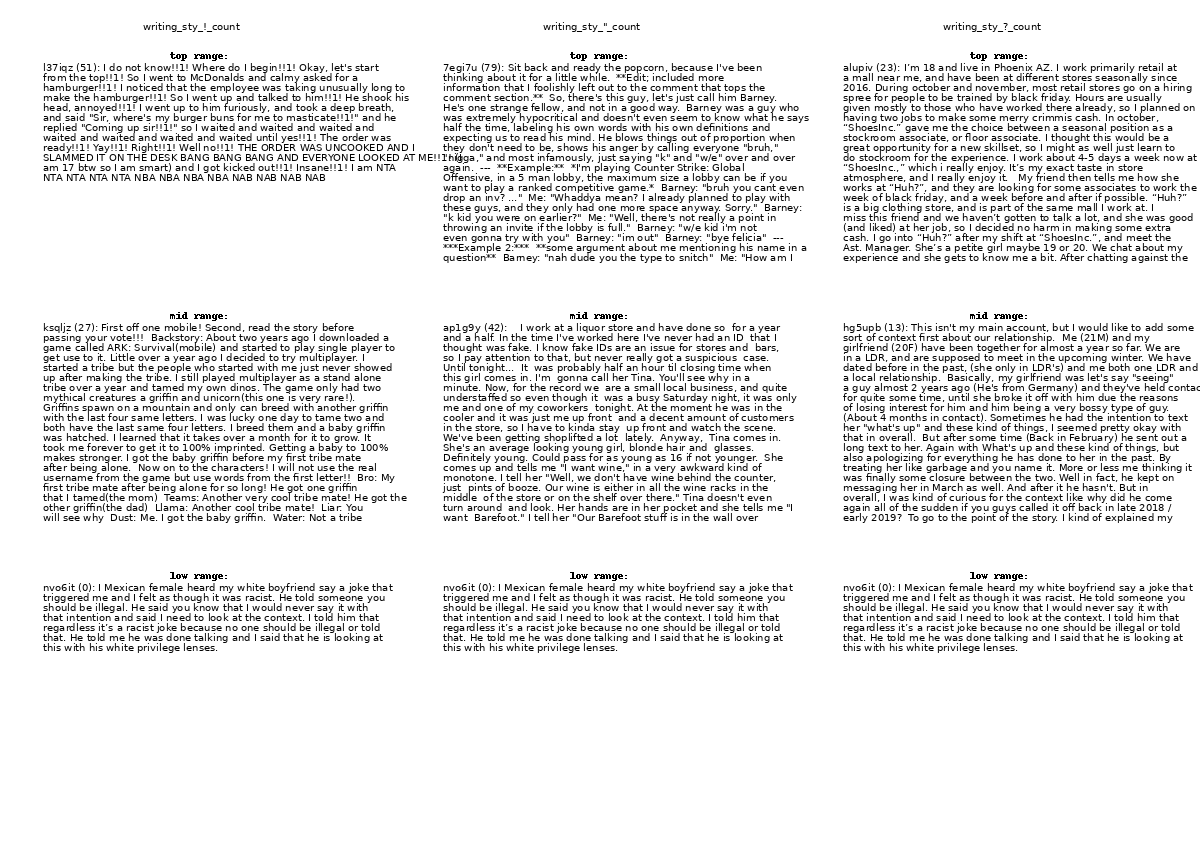 writing_sty_!_count
top range:
l37iqz (51): I do not know!!1! Where do I begin!!1! Okay, let's start
from the top!!1! So I went to McDonalds and calmy asked for a
hamburger!!1! I noticed that the employee was taking unusually long to
make the hamburger!!1! So I went up and talked to him!!1! He shook his
head, annoyed!!1! I went up to him furiously, and took a deep breath,
and said "Sir, where's my burger buns for me to masticate!!1!" and he
replied "Coming up sir!!1!" so I waited and waited and waited and
waited and waited and waited and waited until yes!!1! The order was
ready!!1! Yay!!1! Right!!1! Well no!!1! THE ORDER WAS UNCOOKED AND I
SLAMMED IT ON THE DESK BANG BANG BANG AND EVERYONE LOOKED AT ME!!1!
am 17 btw so I am smart) and I got kicked out!!1! Insane!!1! I am NTA
NTA NTA NTA NTA NBA NBA NBA NBA NAB NAB NAB NAB
mid range:
ksqljz (27): First off one mobile! Second, read the story before
passing your vote!!!  Backstory: About two years ago I downloaded a
game called ARK: Survival(mobile) and started to play single player to
get use to it. Little over a year ago I decided to try multiplayer. I
started a tribe but the people who started with me just never showed
up after making the tribe. I still played multiplayer as a stand alone
tribe over a year and tamed my own dinos. The game only had two
mythical creatures a griffin and unicorn(this one is very rare!).
Griffins spawn on a mountain and only can breed with another griffin
with the last four same letters. I was lucky one day to tame two and
both have the last same four letters. I breed them and a baby griffin
was hatched. I learned that it takes over a month for it to grow. It
took me forever to get it to 100% imprinted. Getting a baby to 100%
makes stronger. I got the baby griffin before my first tribe mate
after being alone.  Now on to the characters! I will not use the real
username from the game but use words from the first letter!!  Bro: My
first tribe mate after being alone for so long! He got one griffin
that I tamed(the mom)  Teams: Another very cool tribe mate! He got the
other griffin(the dad)  Llama: Another cool tribe mate!  Liar: You
will see why  Dust: Me. I got the baby griffin.  Water: Not a tribe
low range:
nvo6it (0): I Mexican female heard my white boyfriend say a joke that
triggered me and I felt as though it was racist. He told someone you
should be illegal. He said you know that I would never say it with
that intention and said I need to look at the context. I told him that
regardless it’s a racist joke because no one should be illegal or told
that. He told me he was done talking and I said that he is looking at
this with his white privilege lenses.
writing_sty_"_count
top range:
7egi7u (79): Sit back and ready the popcorn, because I've been
thinking about it for a little while.  **Edit; included more
information that I foolishly left out to the comment that tops the
comment section.**  So, there's this guy, let's just call him Barney.
He's one strange fellow, and not in a good way.  Barney was a guy who
was extremely hypocritical and doesn't even seem to know what he says
half the time, labeling his own words with his own definitions and
expecting us to read his mind. He blows things out of proportion when
they don't need to be, shows his anger by calling everyone "bruh,"
and most infamously, just saying "k" and "w/e" over and over
again.  ---  **Example:**  *I'm playing Counter Strike: Global
Offensive, in a 5 man lobby, the maximum size a lobby can be if you
want to play a ranked competitive game.*  Barney: "bruh you cant even
drop an inv? ..."  Me: "Whaddya mean? I already planned to play with
these guys, and they only had one more space anyway. Sorry."  Barney:
"k kid you were on earlier?"  Me: "Well, there's not really a point in
throwing an invite if the lobby is full."  Barney: "w/e kid i'm not
even gonna try with you"  Barney: "im out"  Barney: "bye felicia"  ---
***Example 2:***  **some argument about me mentioning his name in a
question**  Barney: "nah dude you the type to snitch"  Me: "How am I
mid range:
ap1g9y (42):    I work at a liquor store and have done so  for a year
and a half. In the time I've worked here I've never had an ID  that I
thought was fake. I know fake IDs are an issue for stores and  bars,
so I pay attention to that, but never really got a suspicious  case.
Until tonight...  It  was probably half an hour til closing time when
this girl comes in. I'm  gonna call her Tina. You'll see why in a
minute. Now, for the record we  are a small local business, and quite
understaffed so even though it  was a busy Saturday night, it was only
me and one of my coworkers  tonight. At the moment he was in the
cooler and it was just me up front  and a decent amount of customers
in the store, so I have to kinda stay  up front and watch the scene.
We've been getting shoplifted a lot  lately.  Anyway,  Tina comes in.
She's an average looking young girl, blonde hair and  glasses.
Definitely young. Could pass for as young as 16 if not younger.  She
comes up and tells me "I want wine," in a very awkward kind of
monotone. I tell her "Well, we don't have wine behind the counter,
just  pints of booze. Our wine is either in all the wine racks in the
middle  of the store or on the shelf over there." Tina doesn't even
turn around  and look. Her hands are in her pocket and she tells me "I
want  Barefoot." I tell her "Our Barefoot stuff is in the wall over
low range:
nvo6it (0): I Mexican female heard my white boyfriend say a joke that
triggered me and I felt as though it was racist. He told someone you
should be illegal. He said you know that I would never say it with
that intention and said I need to look at the context. I told him that
regardless it’s a racist joke because no one should be illegal or told
that. He told me he was done talking and I said that he is looking at
this with his white privilege lenses.
writing_sty_?_count
top range:
alupiv (23): I’m 18 and live in Phoenix AZ. I work primarily retail at
a mall near me, and have been at different stores seasonally since
2016. During october and november, most retail stores go on a hiring
spree for people to be trained by black friday. Hours are usually
given mostly to those who have worked there already, so I planned on
having two jobs to make some merry crimmis cash. In october,
“ShoesInc.” gave me the choice between a seasonal position as a
stockroom associate, or floor associate. I thought this would be a
great opportunity for a new skillset, so I might as well just learn to
do stockroom for the experience. I work about 4-5 days a week now at
“ShoesInc.,” which i really enjoy. It’s my exact taste in store
atmosphere, and I really enjoy it.   My friend then tells me how she
works at “Huh?”, and they are looking for some associates to work the
week of black friday, and a week before and after if possible. “Huh?”
is a big clothing store, and is part of the same mall I work at. I
miss this friend and we haven’t gotten to talk a lot, and she was good
(and liked) at her job, so I decided no harm in making some extra
cash. I go into “Huh?” after my shift at “ShoesInc.”, and meet the
Ast. Manager. She’s a petite girl maybe 19 or 20. We chat about my
experience and she gets to know me a bit. After chatting against the
mid range:
hg5upb (13): This isn't my main account, but I would like to add some
sort of context first about our relationship.  Me (21M) and my
girlfriend (20F) have been together for almost a year so far. We are
in a LDR, and are supposed to meet in the upcoming winter. We have
dated before in the past, (she only in LDR's) and me both one LDR and
a local relationship.  Basically, my girlfriend was let's say "seeing"
a guy almost 2 years ago (He's from Germany) and they've held contac
for quite some time, until she broke it off with him due the reasons
of losing interest for him and him being a very bossy type of guy.
(About 4 months in contact). Sometimes he had the intention to text
her "what's up" and these kind of things, I seemed pretty okay with
that in overall.  But after some time (Back in February) he sent out a
long text to her. Again with What's up and these kind of things, but
also apologizing for everything he has done to her in the past. By
treating her like garbage and you name it. More or less me thinking it
was finally some closure between the two. Well in fact, he kept on
messaging her in March as well. And after it he hasn't. But in
overall, I was kind of curious for the context like why did he come
again all of the sudden if you guys called it off back in late 2018 /
early 2019?  To go to the point of the story. I kind of explained my
low range:
nvo6it (0): I Mexican female heard my white boyfriend say a joke that
triggered me and I felt as though it was racist. He told someone you
should be illegal. He said you know that I would never say it with
that intention and said I need to look at the context. I told him that
regardless it’s a racist joke because no one should be illegal or told
that. He told me he was done talking and I said that he is looking at
this with his white privilege lenses.